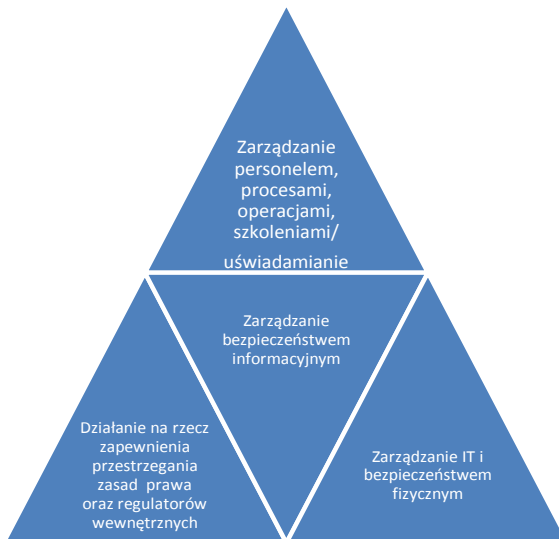 Zarządzanie
personelem,
procesami,
operacjami,
szkoleniami/
uświadamianie
Zarządzanie
bezpieczeństwem
informacyjnym
Działanie na rzecz
zapewnienia
przestrzegania
zasad prawa
oraz regulatorów
wewnętrznych
Zarządzanie IT i
bezpieczeństwem
fizycznym